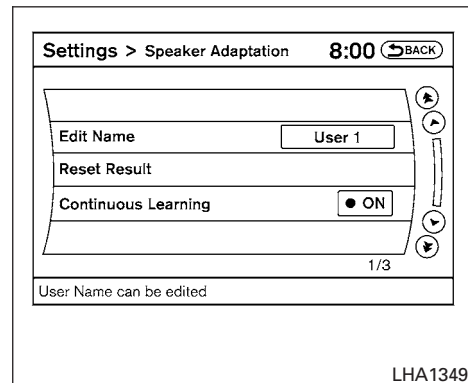 Settings > Speaker Adaptation 8:00 BACK
Edit Name User 1
Reset Result
Continuous Learning ON
1/3
User Name can be edited
LHA1349